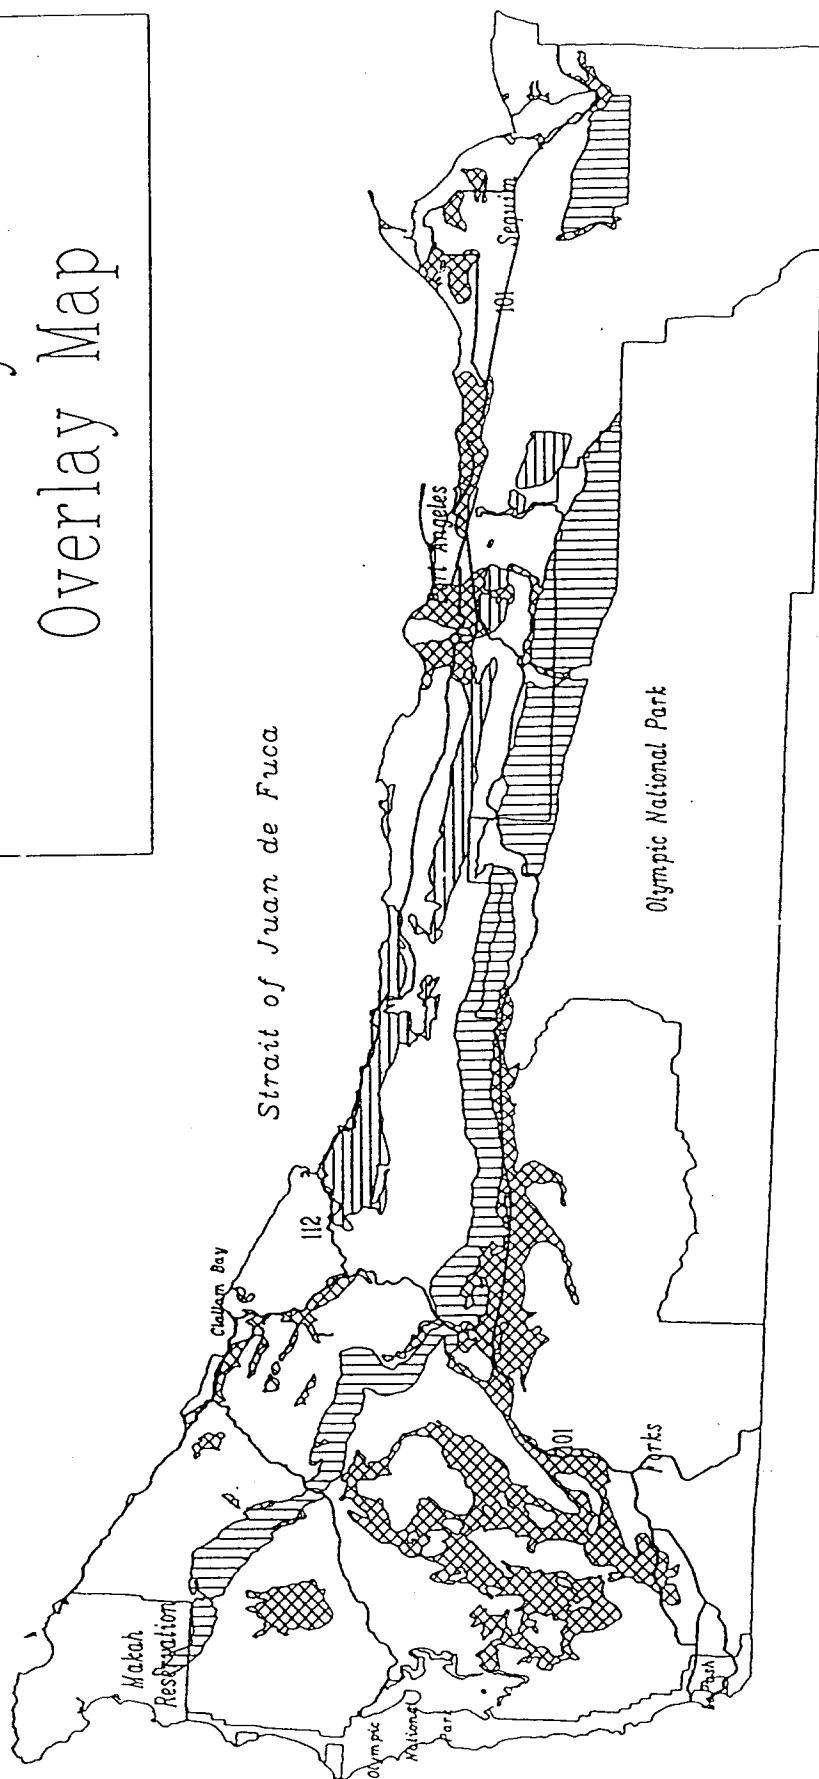 Overlay Map
Strait of Juan de Fuca
Clallam Bay
112
Makah
Reservation
Olympic
National
Park
101
Forks
Olympic National Park
Angeles
101
Sequim